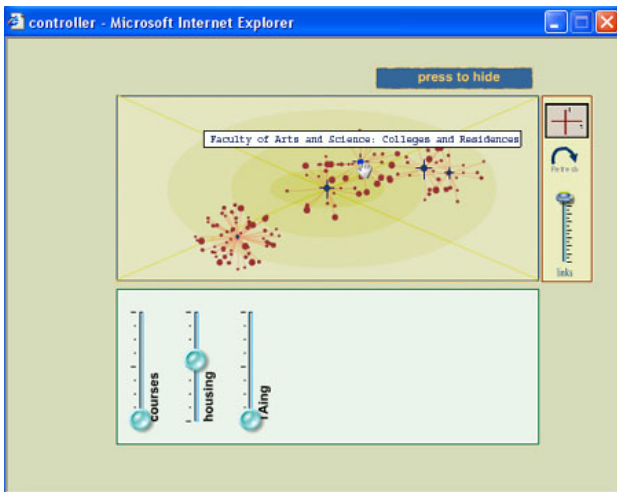 controller - Microsoft Internet Explorer
press to hide
Faculty of Arts and Science: Colleges and Residences
Refresh
links
courses
housing
TAing